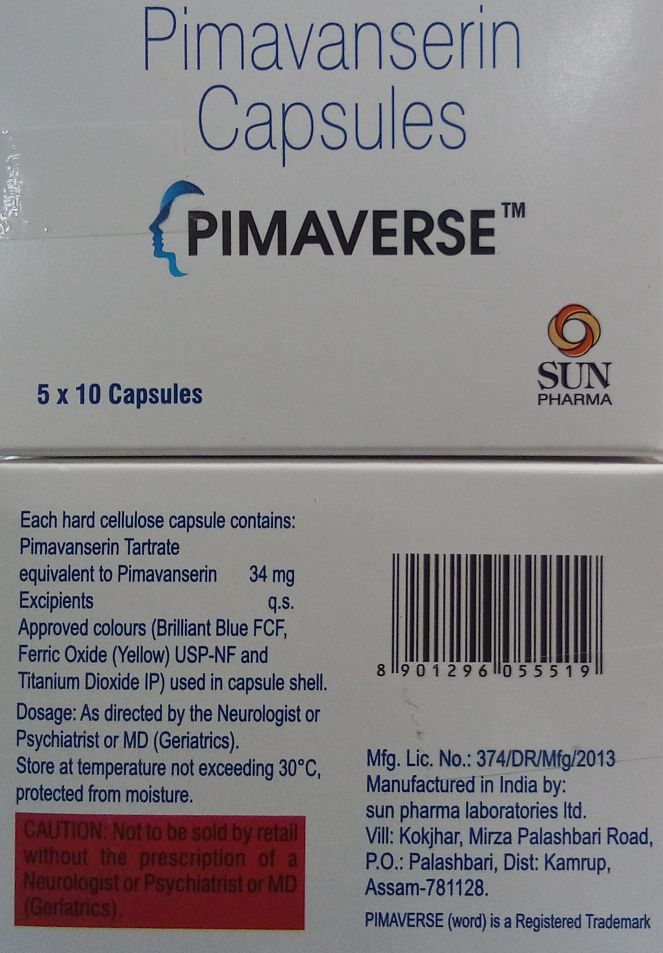 Pimavanserin
Capsules
PIMAVERSE™
SUN
PHARMA
5 x 10 Capsules
Each hard cellulose capsule contains:
Pimavanserin Tartrate
equivalent to Pimavanserin 34 mg
Excipients q.s.
Approved colours (Brilliant Blue FCF,
Ferric Oxide (Yellow) USP-NF and
Titanium Dioxide IP) used in capsule shell.
Dosage: As directed by the Neurologist or
Psychiatrist or MD (Geriatrics).
Store at temperature not exceeding 30°C,
protected from moisture.
CAUTION: Not to be sold by retail
without the prescription of a
Neurologist or Psychiatrist or MD
(Geriatrics).
8 901296 055519
Mfg. Lic. No.: 374/DR/Mfg/2013
Manufactured in India by:
sun pharma laboratories ltd.
Vill: Kokjhar, Mirza Palashbari Road,
P.O.: Palashbari, Dist: Kamrup,
Assam-781128.
PIMAVERSE (word) is a Registered Trademark